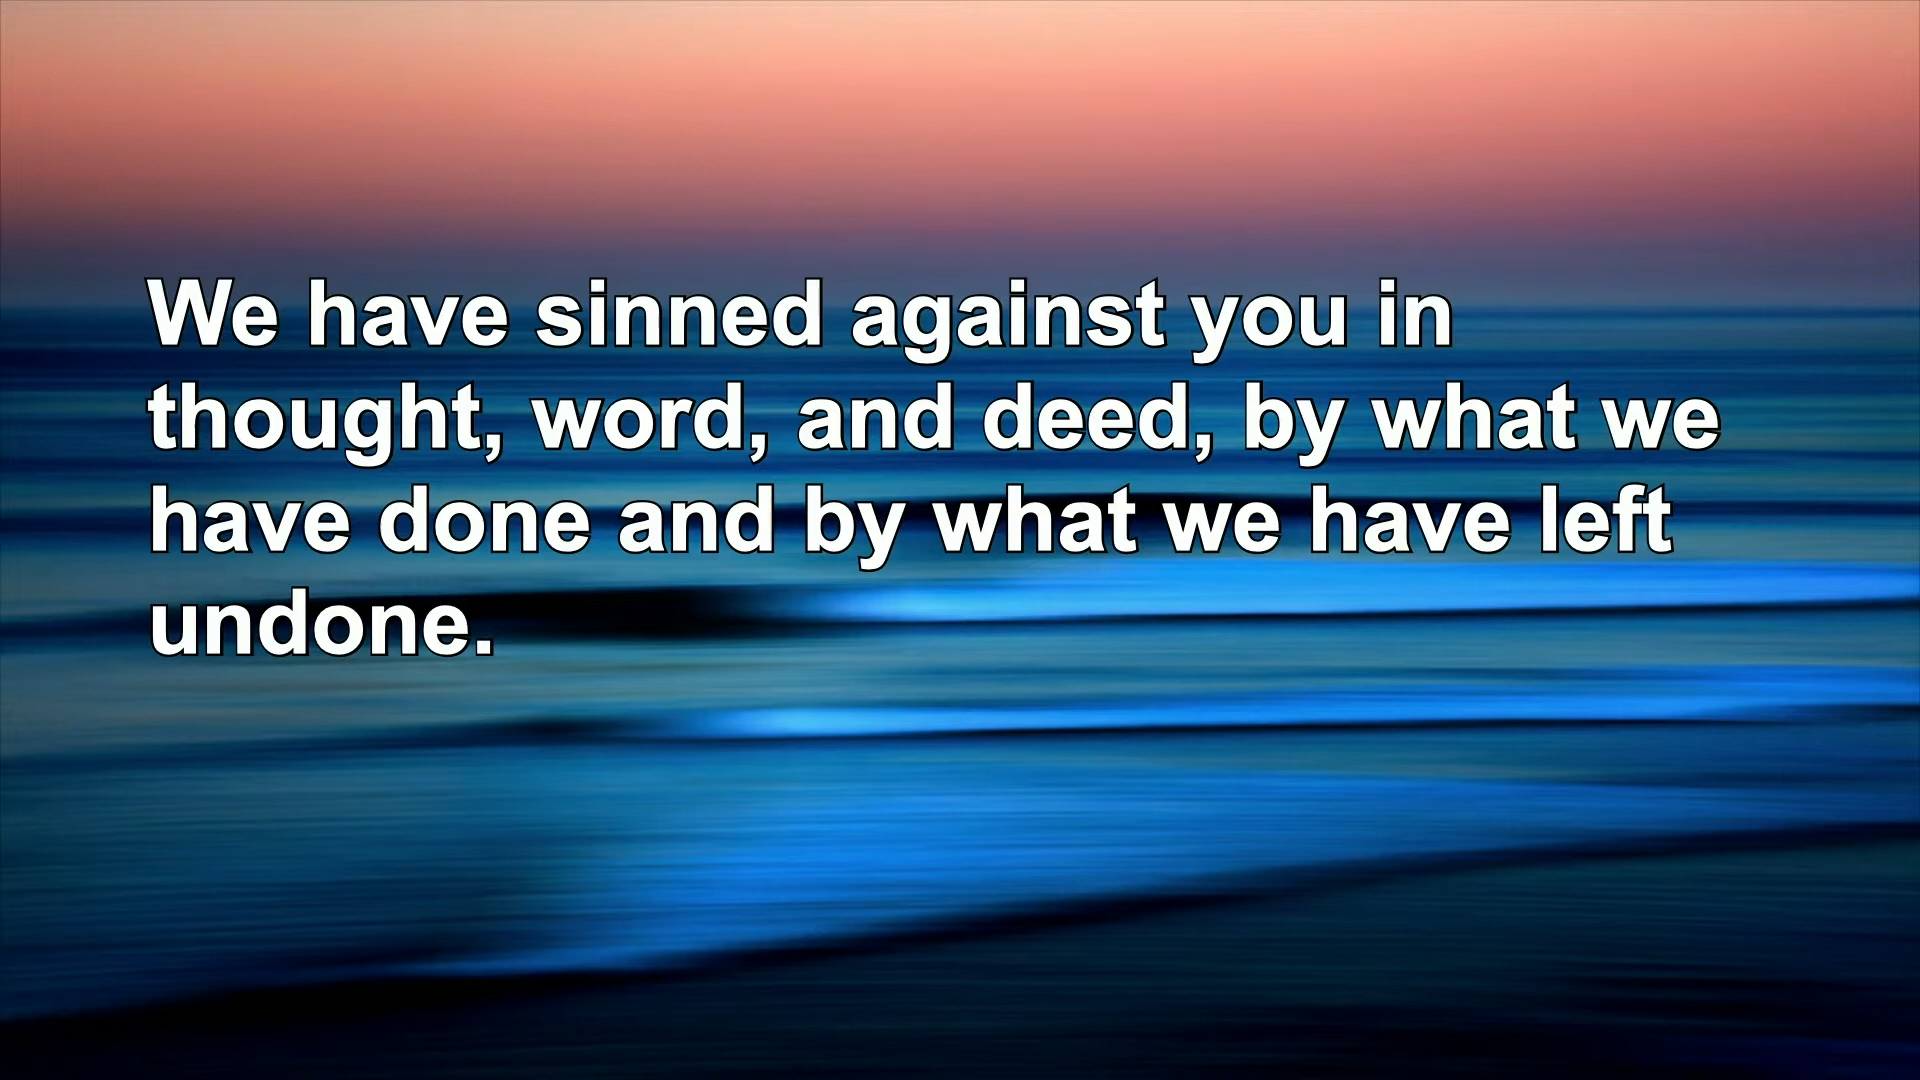 We have sinned against you in
thought, word, and deed, by what we
have done and by what we have left
undone.